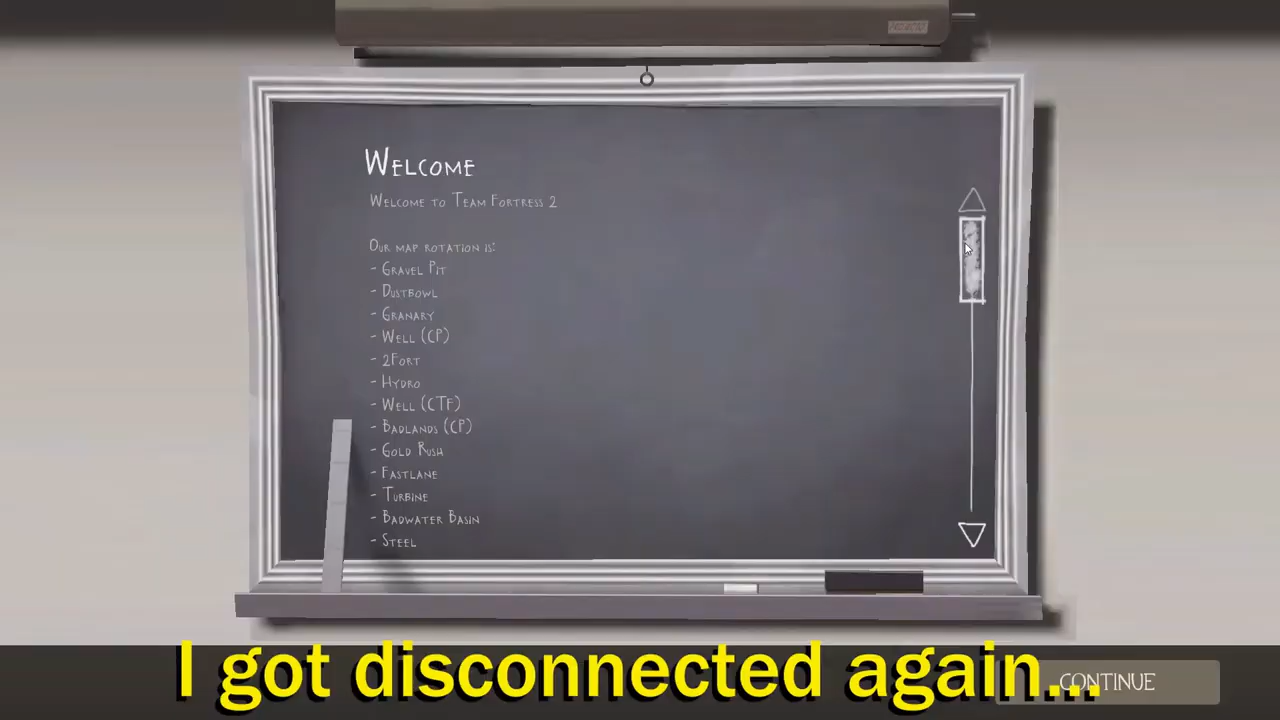 Welcome
Welcome to Team Fortress 2
Our map rotation is:
- Gravel Pit
- Dustbowl
- Granary
- Well (CP)
- 2Fort
- Hydro
- Well (CTF)
- Badlands (CP)
- Gold Rush
- Fastlane
- Turbine
- Badwater Basin
- Steel
I got disconnected again...
CONTINUE